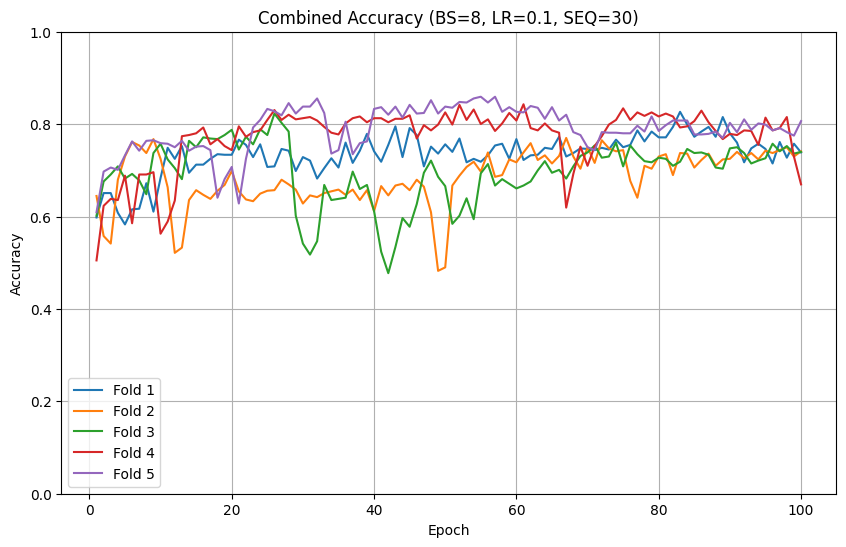 Combined Accuracy (BS=8, LR=0.1, SEQ=30)
Accuracy
1.0
0.8
0.6
0.4
0.2
0.0
Fold 1
Fold 2
Fold 3
Fold 4
Fold 5
0 20 40 60 80 100
Epoch